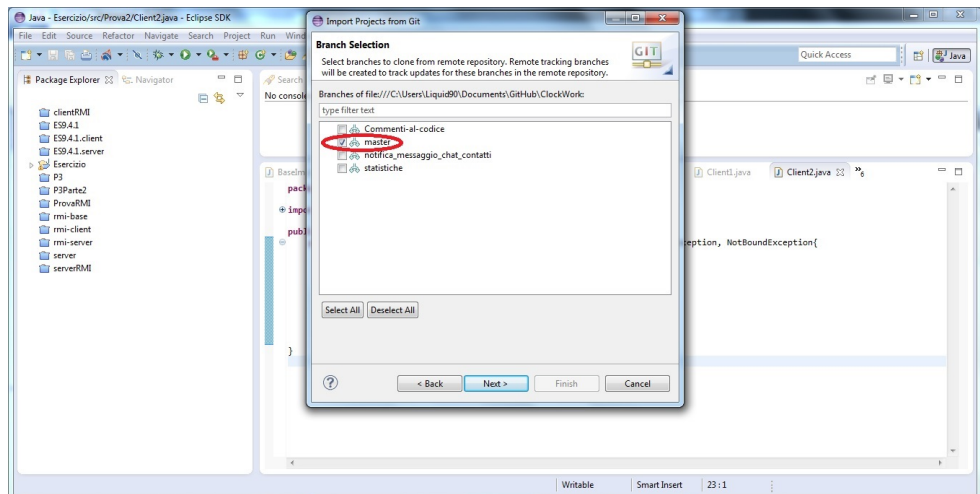 Java - Esercizio/src/Prova2/Client2.java - Eclipse SDK
File Edit Source Refactor Navigate Search Project Run Wind
Quick Access
Java
Package Explorer
Navigator
clientRMI
ES9.4.1
ES9.4.1.client
ES9.4.1.server
Esercizio
P3
P3Parte2
ProvaRMI
rmi-base
rmi-client
rmi-server
server
serverRMI
Search
No console
Import Projects from Git
Branch Selection
Select branches to clone from remote repository. Remote tracking branches
will be created to track updates for these branches in the remote repository.
GIT
Branches of file:///C:\Users\Liquid90\Documents\GitHub\ClockWork:
type filter text
Commenti-al-codice
master
notifica_messaggio_chat_contatti
statistiche
Select All Deselect All
< Back Next > Finish Cancel
BaseIm
Client1.java
Client2.java
»6
pack
impo
publ
ception, NotBoundException{
}
Writable Smart Insert 23 : 1